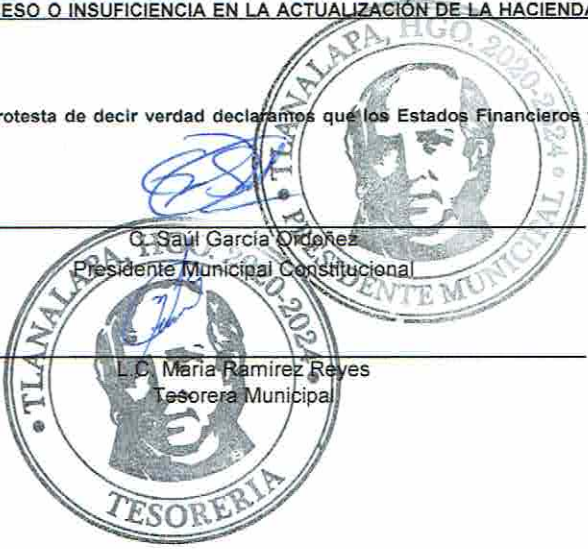 ESO O INSUFICIENCIA EN LA ACTUALIZACIÓN DE LA HACIENDA
rotesta de decir verdad declaramos que los Estados Financieros
TLANALAPA, HGO. 2020-2024
PRESIDENTE MUNICIPAL
C. Saúl García Ordoñez
Presidente Municipal Constitucional
TLANALAPA, HGO. 2020-2024
L.C. María Ramírez Reyes
Tesorera Municipal
TESORERIA